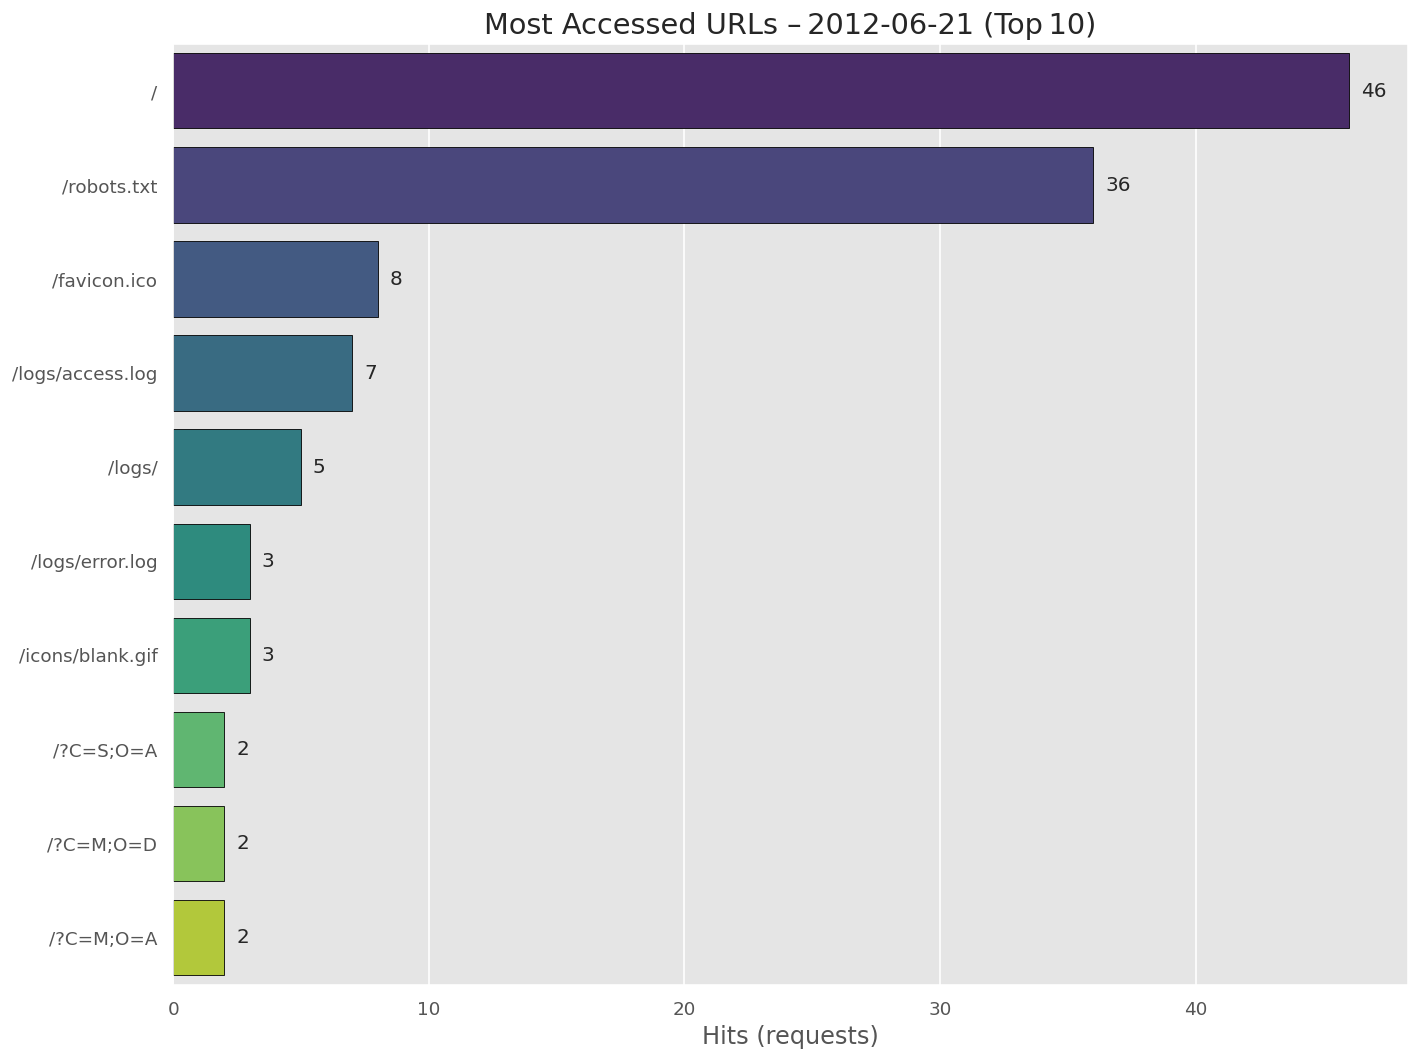 Most Accessed URLs – 2012-06-21 (Top 10)
/ 46
/robots.txt 36
/favicon.ico 8
/logs/access.log 7
/logs/ 5
/logs/error.log 3
/icons/blank.gif 3
/?C=S;O=A 2
/?C=M;O=D 2
/?C=M;O=A 2
0 10 20 30 40
Hits (requests)